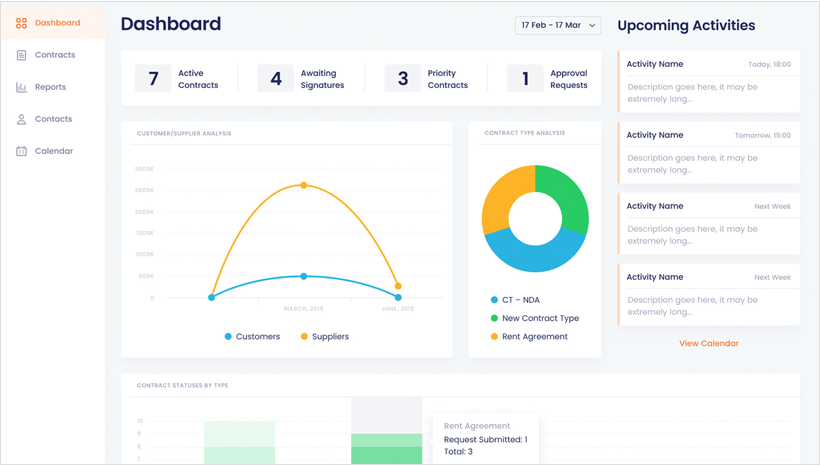 Dashboard
Contracts
Reports
Contacts
Calendar
Dashboard
17 Feb - 17 Mar
7 Active Contracts
4 Awaiting Signatures
3 Priority Contracts
1 Approval Requests
CUSTOMER/SUPPLIER ANALYSIS
3000K
2500K
2000K
1500K
1000K
500K
0
MARCH, 2019
JUNE, 2019
Customers
Suppliers
CONTRACT TYPE ANALYSIS
CT – NDA
New Contract Type
Rent Agreement
Upcoming Activities
Activity Name
Today, 18:00
Description goes here, it may be
extremely long...
Activity Name
Tomorrow, 15:00
Description goes here, it may be
extremely long...
Activity Name
Next Week
Description goes here, it may be
extremely long...
Activity Name
Next Week
Description goes here, it may be
extremely long...
View Calendar
CONTRACT STATUSES BY TYPE
10
9
8
7
Rent Agreement
Request Submitted: 1
Total: 3